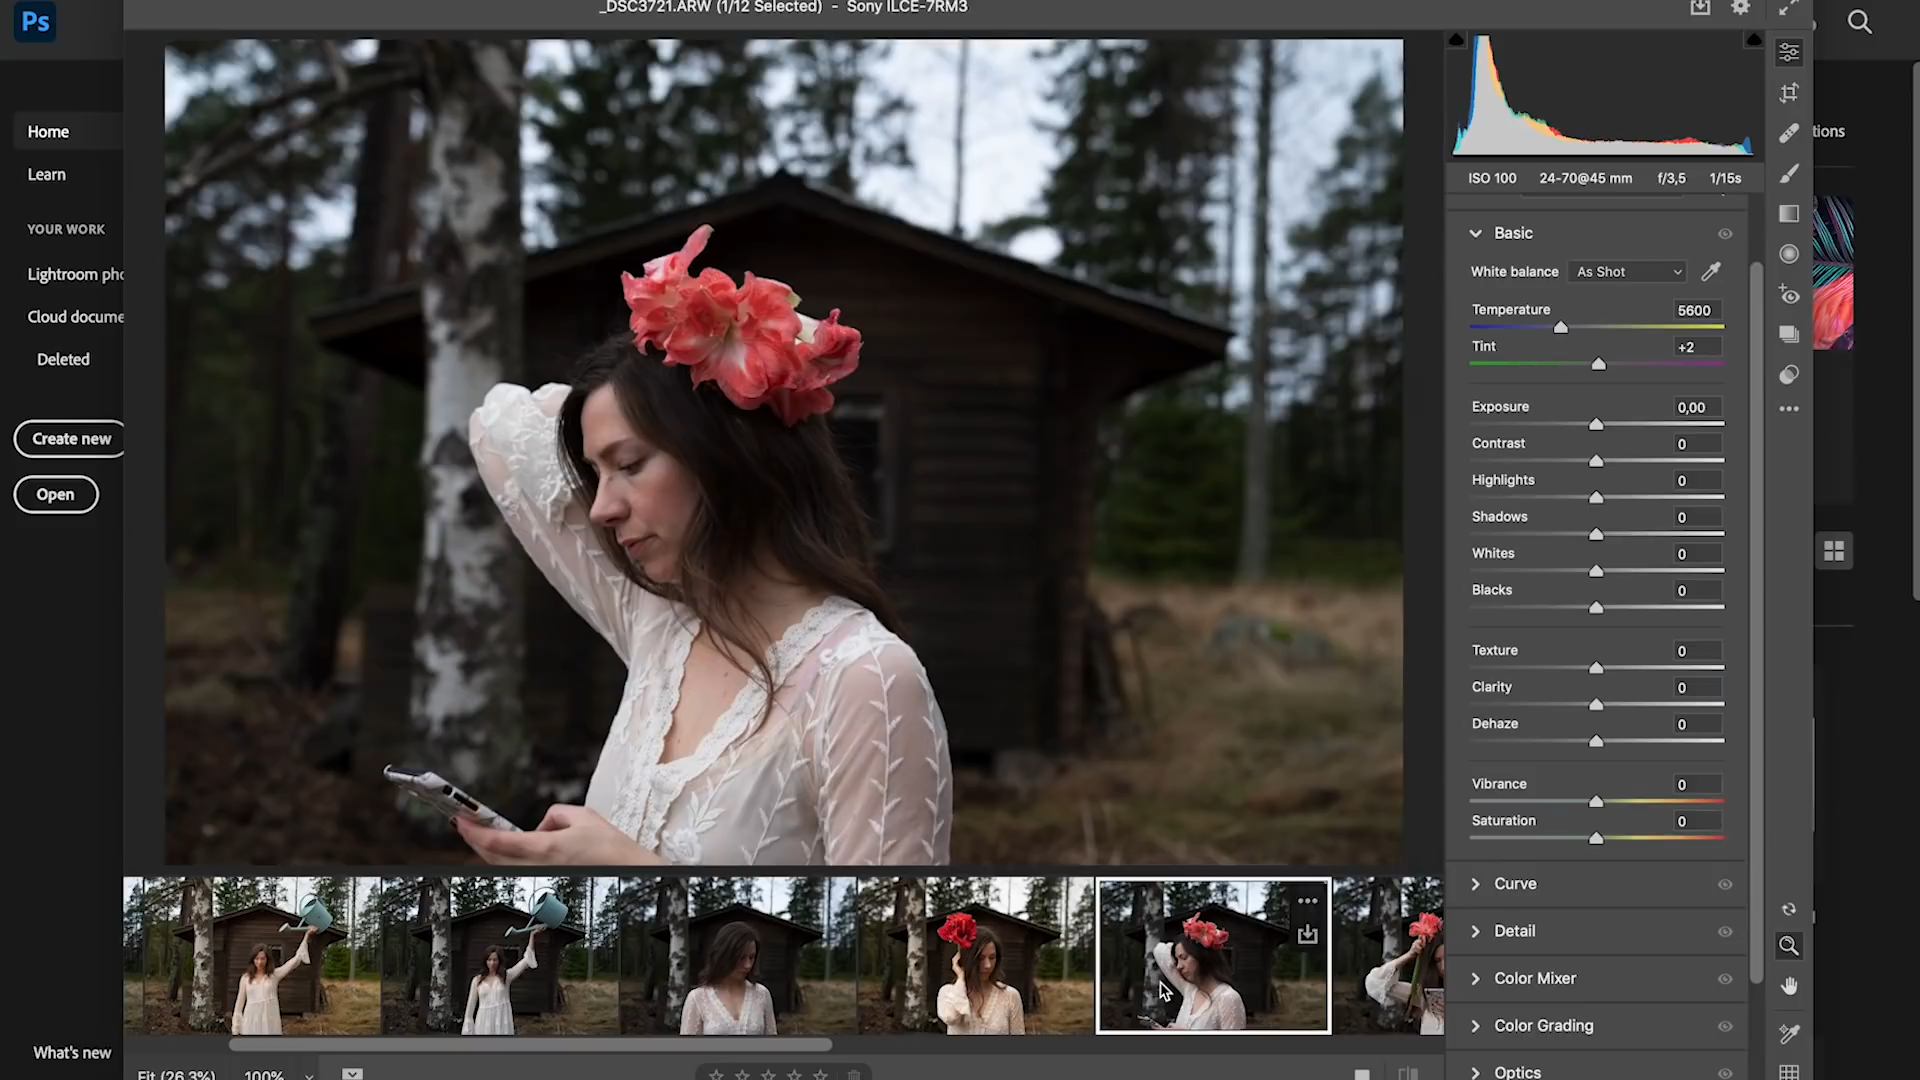 _DSC3721.ARW (1/12 Selected) - Sony ILCE-7RM3
Ps
Home
Learn
YOUR WORK
Lightroom pho
Cloud docume
Deleted
Create new
Open
What's new
tions
ISO 100 24-70@45 mm f/3,5 1/15s
Basic
White balance As Shot
Temperature 5600
Tint +2
Exposure 0,00
Contrast 0
Highlights 0
Shadows 0
Whites 0
Blacks 0
Texture 0
Clarity 0
Dehaze 0
Vibrance 0
Saturation 0
Curve
Detail
Color Mixer
Color Grading
Optics
Fit (26,3%) 100%